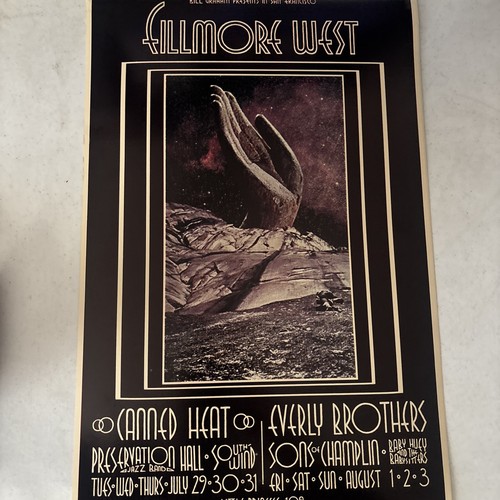 BILL GRAHAM PRESENTS IN SAN FRANCISCO
FILLMORE WEST
CANNED HEAT
PRESERVATION HALL JAZZ BAND • SOUTHWIND
TUES•WED•THURS•JULY 29•30•31
EVERLY BROTHERS
SONS OF CHAMPLIN • BABY HUEY AND THE BABYSITTERS
FRI•SAT•SUN•AUGUST 1•2•3